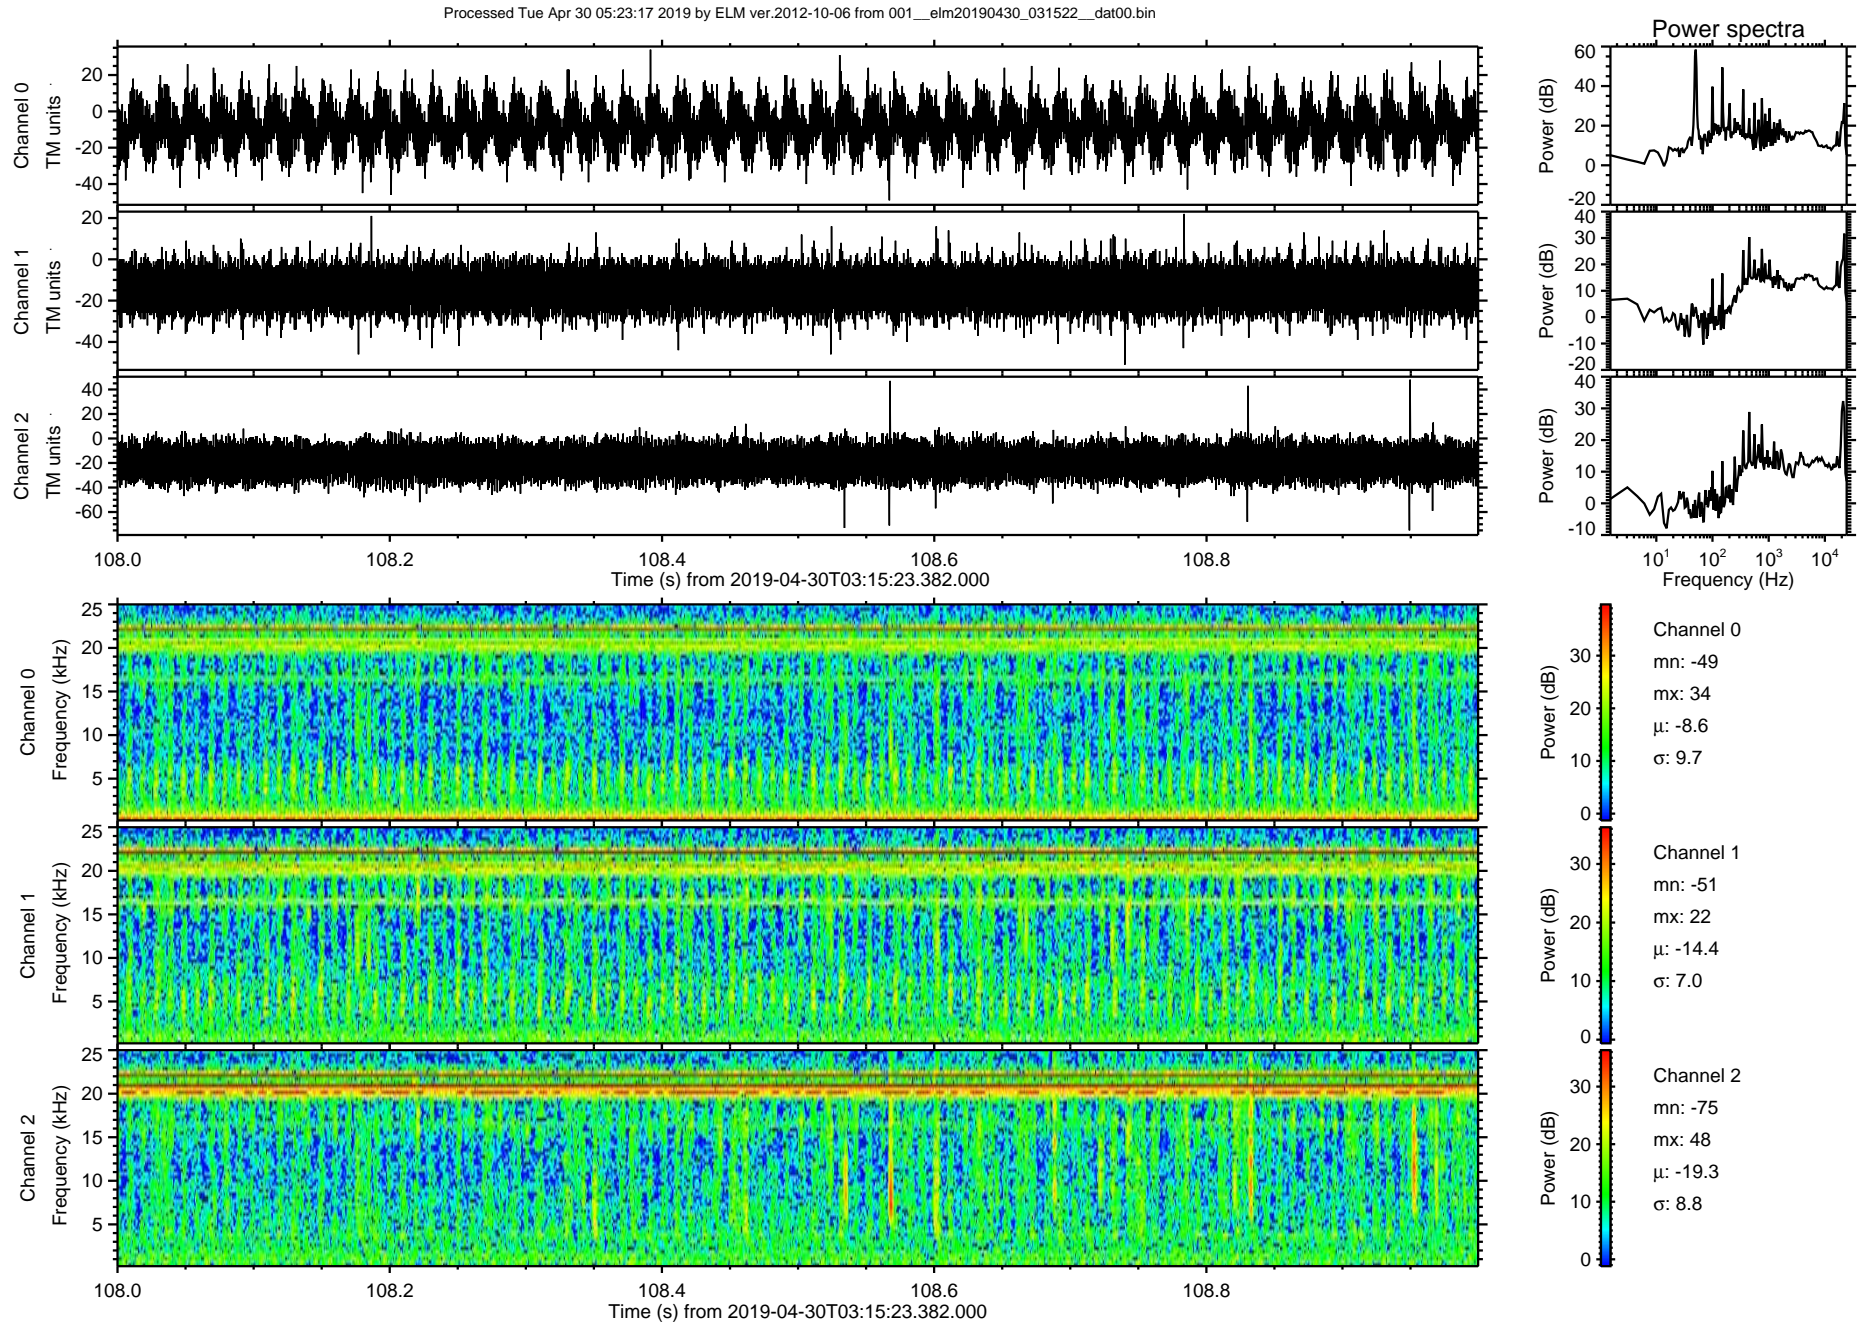 Processed Tue Apr 30 05:23:17 2019 by ELM ver.2012-10-06 from 001__elm20190430_031522__dat00.bin
Power spectra
Channel 0
TM units
20
0
-20
-40
Power (dB)
60
40
20
0
-20
Channel 1
TM units
20
0
-20
-40
Power (dB)
40
30
20
10
0
-10
-20
Channel 2
TM units
40
20
0
-20
-40
-60
Power (dB)
40
30
20
10
0
-10
108.0 108.2 108.4 108.6 108.8
Time (s) from 2019-04-30T03:15:23.382.000
10¹ 10² 10³ 10⁴
Frequency (Hz)
Channel 0
Frequency (kHz)
25
20
15
10
5
Power (dB)
30
20
10
0
Channel 0
mn: -49
mx: 34
µ: -8.6
σ: 9.7
Channel 1
Frequency (kHz)
25
20
15
10
5
Power (dB)
30
20
10
0
Channel 1
mn: -51
mx: 22
µ: -14.4
σ: 7.0
Channel 2
Frequency (kHz)
25
20
15
10
5
Power (dB)
30
20
10
0
Channel 2
mn: -75
mx: 48
µ: -19.3
σ: 8.8
108.0 108.2 108.4 108.6 108.8
Time (s) from 2019-04-30T03:15:23.382.000